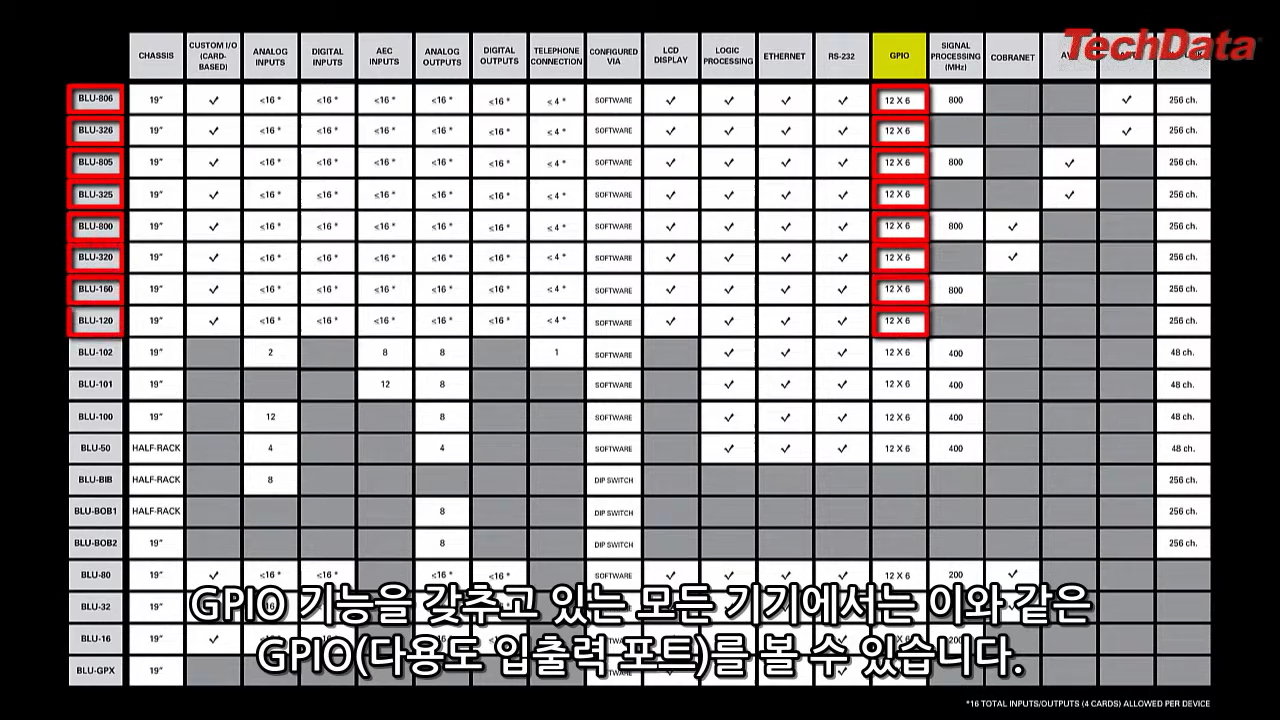 TechData
CHASSIS CUSTOM I/O (CARD-BASED) ANALOG INPUTS DIGITAL INPUTS AEC INPUTS ANALOG OUTPUTS DIGITAL OUTPUTS TELEPHONE CONNECTION CONFIGURED VIA LCD DISPLAY LOGIC PROCESSING ETHERNET RS-232 GPIO SIGNAL PROCESSING (MHz) COBRANET
BLU-806 19" ✓ ≤16 * ≤16 * ≤16 * ≤16 * ≤16 * ≤ 4 * SOFTWARE ✓ ✓ ✓ ✓ 12 X 6 800 ✓ 256 ch.
BLU-326 19" ✓ ≤16 * ≤16 * ≤16 * ≤16 * ≤16 * ≤ 4 * SOFTWARE ✓ ✓ ✓ ✓ 12 X 6 ✓ 256 ch.
BLU-805 19" ✓ ≤16 * ≤16 * ≤16 * ≤16 * ≤16 * ≤ 4 * SOFTWARE ✓ ✓ ✓ ✓ 12 X 6 800 ✓ 256 ch.
BLU-325 19" ✓ ≤16 * ≤16 * ≤16 * ≤16 * ≤16 * ≤ 4 * SOFTWARE ✓ ✓ ✓ ✓ 12 X 6 ✓ 256 ch.
BLU-800 19" ✓ ≤16 * ≤16 * ≤16 * ≤16 * ≤16 * ≤ 4 * SOFTWARE ✓ ✓ ✓ ✓ 12 X 6 800 ✓ 256 ch.
BLU-320 19" ✓ ≤16 * ≤16 * ≤16 * ≤16 * ≤16 * ≤ 4 * SOFTWARE ✓ ✓ ✓ ✓ 12 X 6 ✓ 256 ch.
BLU-160 19" ✓ ≤16 * ≤16 * ≤16 * ≤16 * ≤16 * ≤ 4 * SOFTWARE ✓ ✓ ✓ ✓ 12 X 6 800 256 ch.
BLU-120 19" ✓ ≤16 * ≤16 * ≤16 * ≤16 * ≤16 * ≤ 4 * SOFTWARE ✓ ✓ ✓ ✓ 12 X 6 256 ch.
BLU-102 19" 2 8 8 1 SOFTWARE ✓ ✓ ✓ 12 X 6 400 48 ch.
BLU-101 19" 12 8 SOFTWARE ✓ ✓ ✓ 12 X 6 400 48 ch.
BLU-100 19" 12 8 SOFTWARE ✓ ✓ ✓ 12 X 6 400 48 ch.
BLU-50 HALF-RACK 4 4 SOFTWARE ✓ ✓ ✓ 12 X 6 400 48 ch.
BLU-BIB HALF-RACK 8 DIP SWITCH 256 ch.
BLU-BOB1 HALF-RACK 8 DIP SWITCH 256 ch.
BLU-BOB2 19" 8 DIP SWITCH 256 ch.
BLU-80 19" ✓ ≤16 * ≤16 * ≤16 * ≤16 * SOFTWARE ✓ ✓ ✓ ✓ 12 X 6 200 ✓
BLU-32 19"
BLU-16 19" ✓
BLU-GPX 19"
GPIO 기능을 갖추고 있는 모든 기기에서는 이와 같은
GPIO(다용도 입출력 포트)를 볼 수 있습니다.
*16 TOTAL INPUTS/OUTPUTS (4 CARDS) ALLOWED PER DEVICE